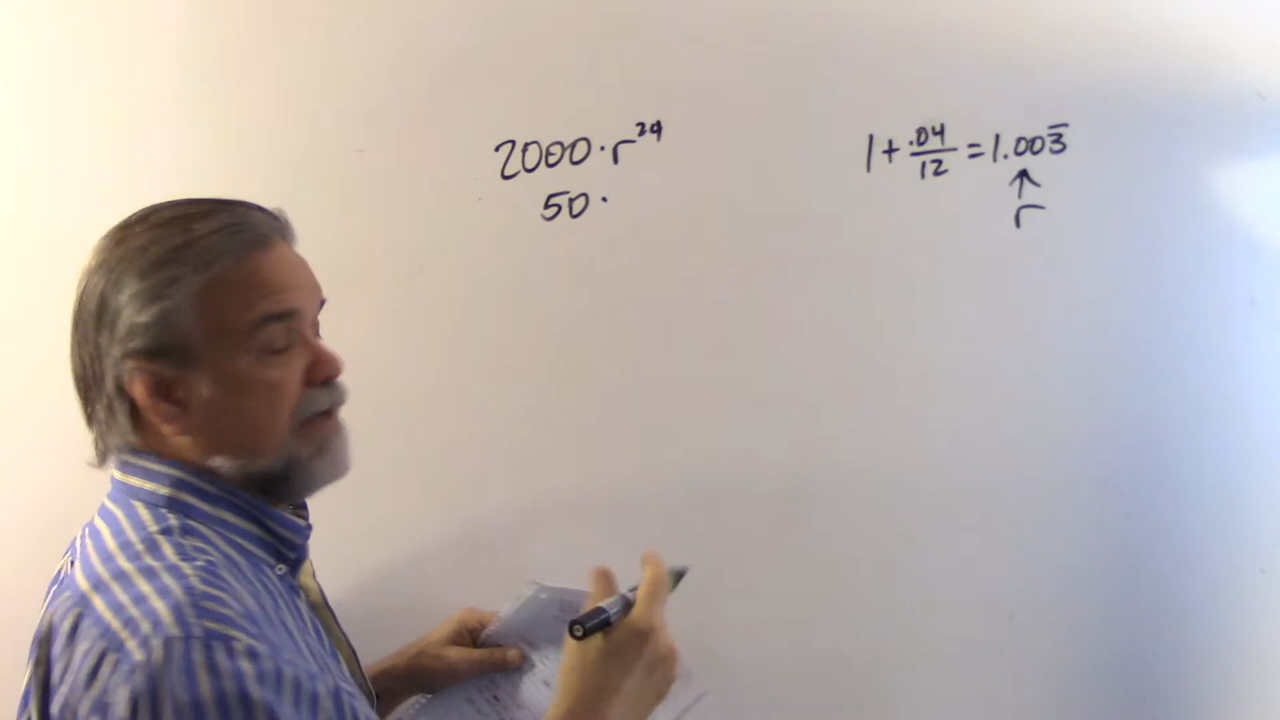 2000·r²⁴
50·
1 + .04/12 = 1.003̅
↑
r